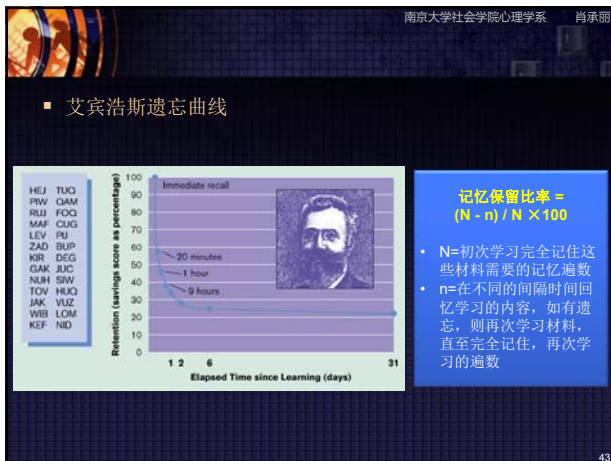 南京大学社会学院心理学系 肖承丽
▪ 艾宾浩斯遗忘曲线
HEJ TUQ
PIW QAM
RUJ FOQ
MAF CUG
LEV PIJ
ZAD BUP
KIR DEG
GAK JUC
NUH SIW
TOV HUQ
JAK VUZ
WIB LOM
KEF NID
Retention (savings score as percentage)
100
90
80
70
60
50
40
30
20
10
0
Immediate recall
20 minutes
1 hour
9 hours
1 2 6 31
Elapsed Time since Learning (days)
记忆保留比率 =
(N - n) / N ×100
• N=初次学习完全记住这
些材料需要的记忆遍数
• n=在不同的间隔时间回
忆学习的内容，如有遗
忘，则再次学习材料，
直至完全记住，再次学
习的遍数
43